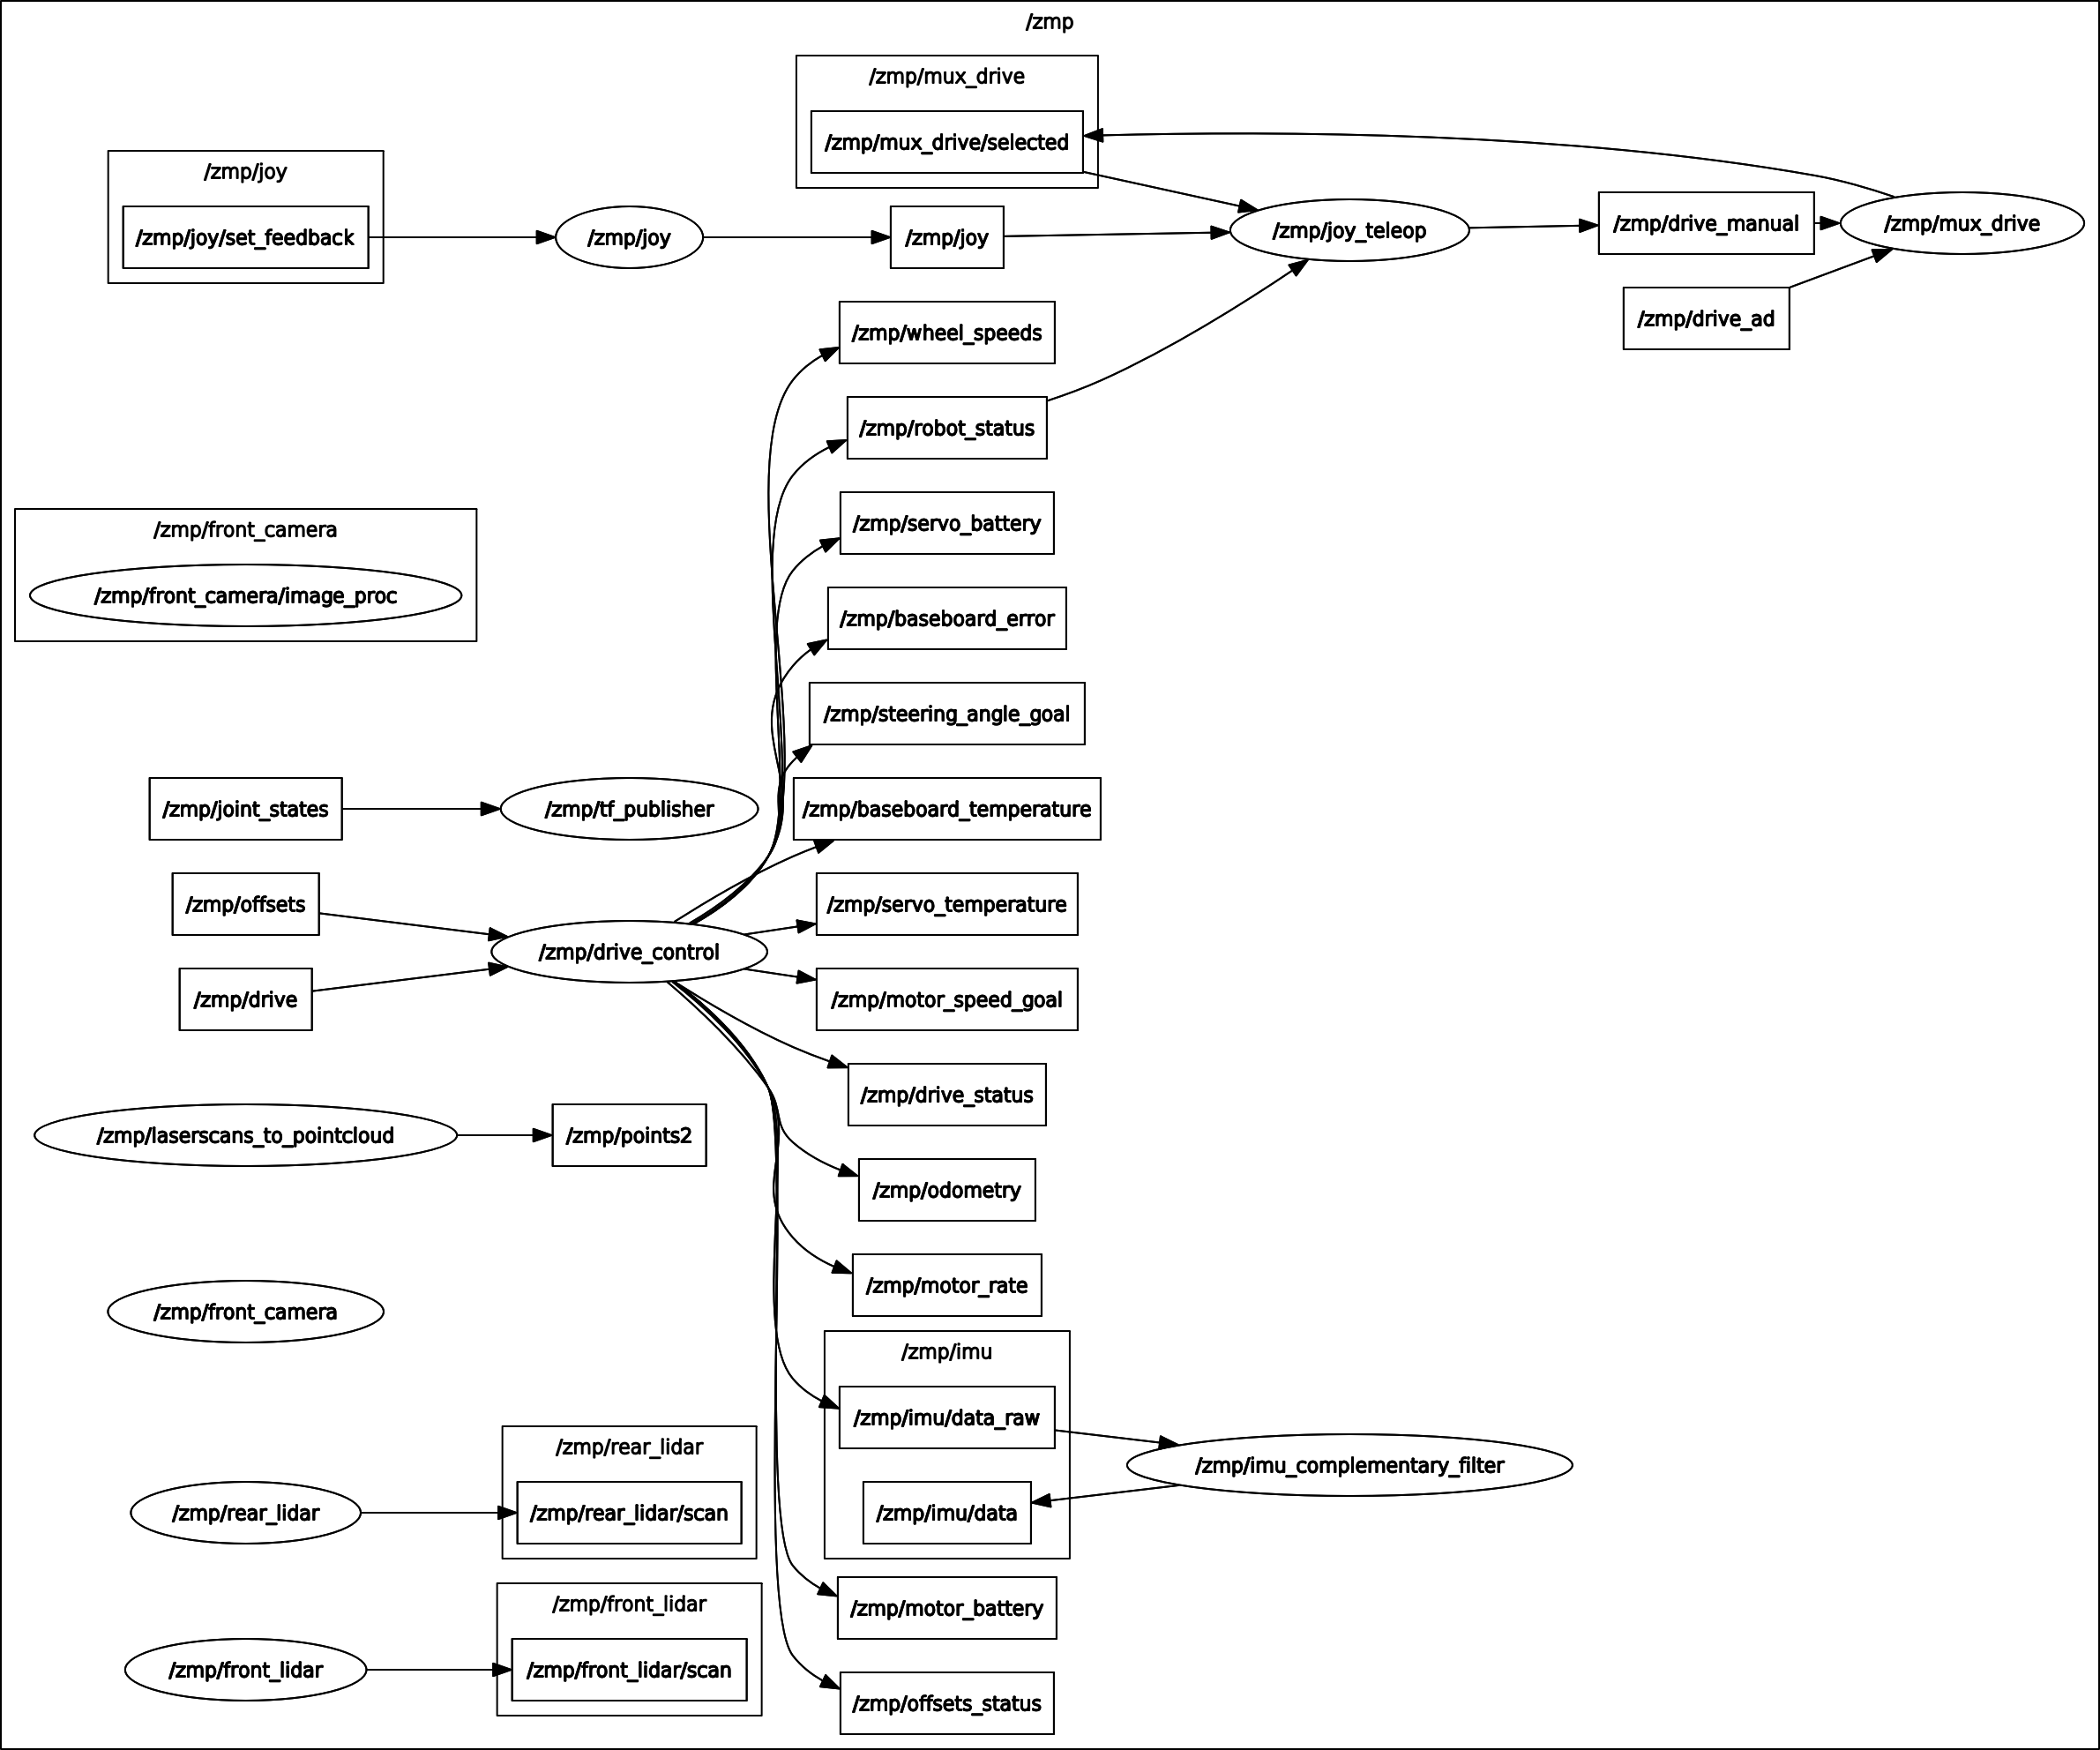 /zmp
/zmp/mux_drive
/zmp/mux_drive/selected
/zmp/joy
/zmp/joy/set_feedback
/zmp/joy
/zmp/joy
/zmp/joy_teleop
/zmp/drive_manual
/zmp/mux_drive
/zmp/drive_ad
/zmp/wheel_speeds
/zmp/robot_status
/zmp/servo_battery
/zmp/front_camera
/zmp/front_camera/image_proc
/zmp/baseboard_error
/zmp/steering_angle_goal
/zmp/joint_states
/zmp/tf_publisher
/zmp/baseboard_temperature
/zmp/offsets
/zmp/servo_temperature
/zmp/drive_control
/zmp/drive
/zmp/motor_speed_goal
/zmp/drive_status
/zmp/laserscans_to_pointcloud
/zmp/points2
/zmp/odometry
/zmp/motor_rate
/zmp/front_camera
/zmp/imu
/zmp/imu/data_raw
/zmp/imu_complementary_filter
/zmp/imu/data
/zmp/rear_lidar
/zmp/rear_lidar
/zmp/rear_lidar/scan
/zmp/motor_battery
/zmp/front_lidar
/zmp/front_lidar
/zmp/front_lidar/scan
/zmp/offsets_status